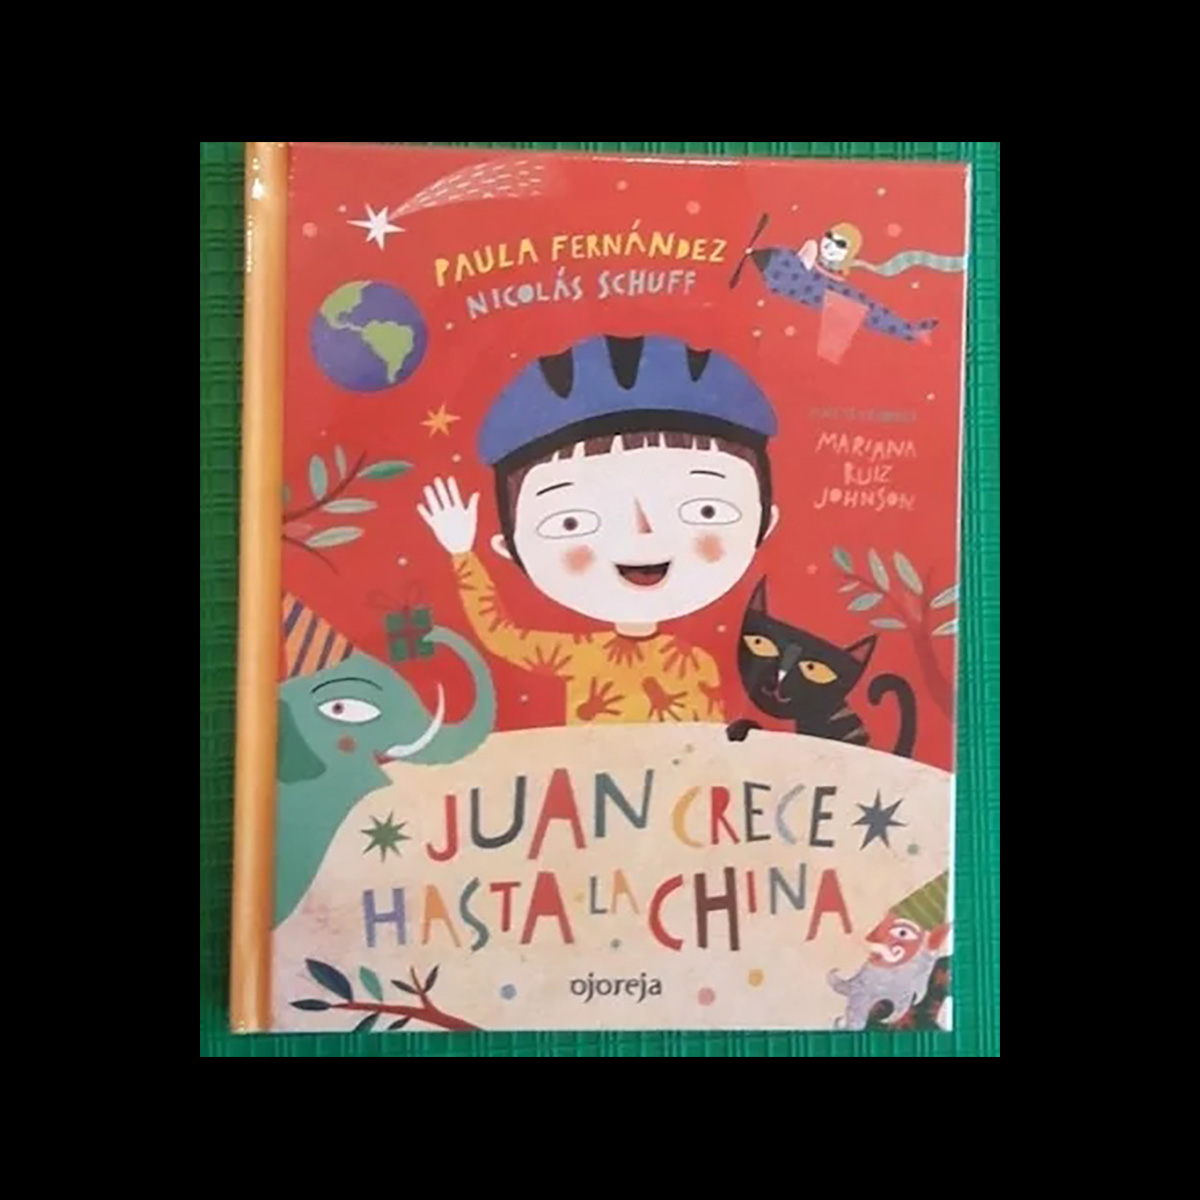 PAULA FERNÁNDEZ
NICOLÁS SCHUFF
MARIANA
RUIZ
JOHNSON
JUAN CRECE
HASTA LA CHINA
ojoreja